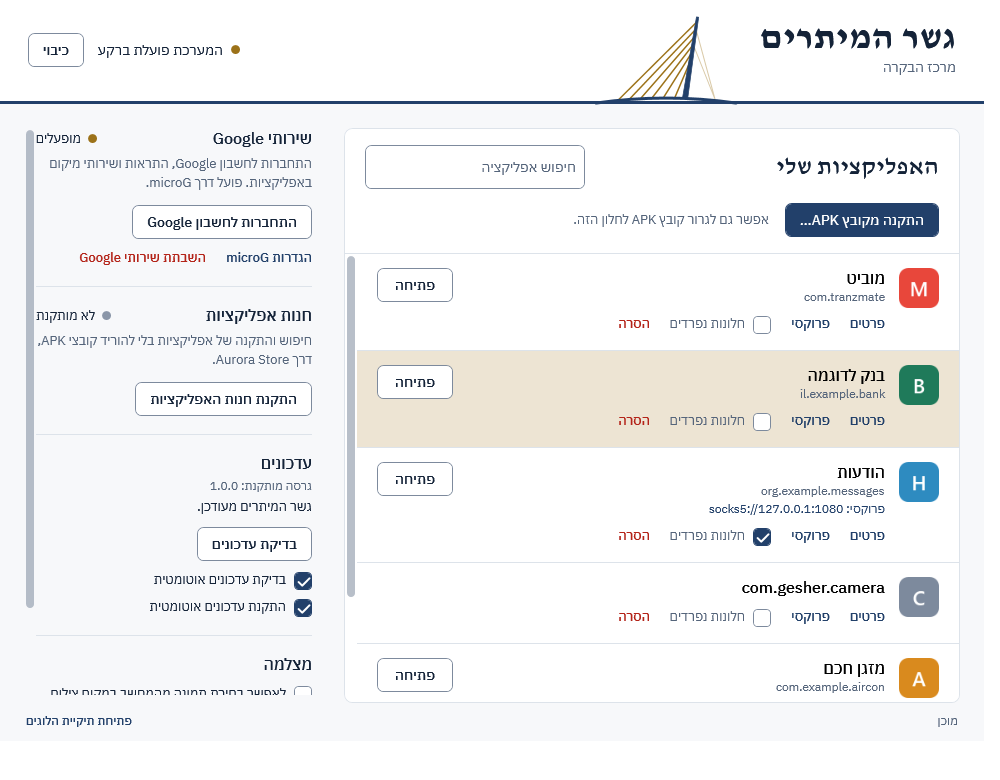 גשר המיתרים
מרכז הבקרה
המערכת פועלת ברקע
כיבוי
האפליקציות שלי
חיפוש אפליקציה
התקנה מקובץ APK...
אפשר גם לגרור קובץ APK לחלון הזה.
M
מוביט
com.tranzmate
פתיחה
פרטים
פרוקסי
חלונות נפרדים
הסרה
B
בנק לדוגמה
il.example.bank
פתיחה
פרטים
פרוקסי
חלונות נפרדים
הסרה
H
הודעות
org.example.messages
פרוקסי: socks5://127.0.0.1:1080
פתיחה
פרטים
פרוקסי
חלונות נפרדים
הסרה
C
com.gesher.camera
פרטים
פרוקסי
חלונות נפרדים
הסרה
A
מזגן חכם
com.example.aircon
פתיחה
שירותי Google
מופעלים
התחברות לחשבון Google, התראות ושירותי מיקום
באפליקציות. פועל דרך microG.
התחברות לחשבון Google
הגדרות microG
השבתת שירותי Google
חנות אפליקציות
לא מותקנת
חיפוש והתקנה של אפליקציות בלי להוריד קובצי APK,
דרך Aurora Store.
התקנת חנות האפליקציות
עדכונים
גרסה מותקנת: 1.0.0
גשר המיתרים מעודכן.
בדיקת עדכונים
בדיקת עדכונים אוטומטית
התקנת עדכונים אוטומטית
מצלמה
לאפשר בחירת תמונה מהמחשב במקום צילום
מוכן
פתיחת תיקיית הלוגים